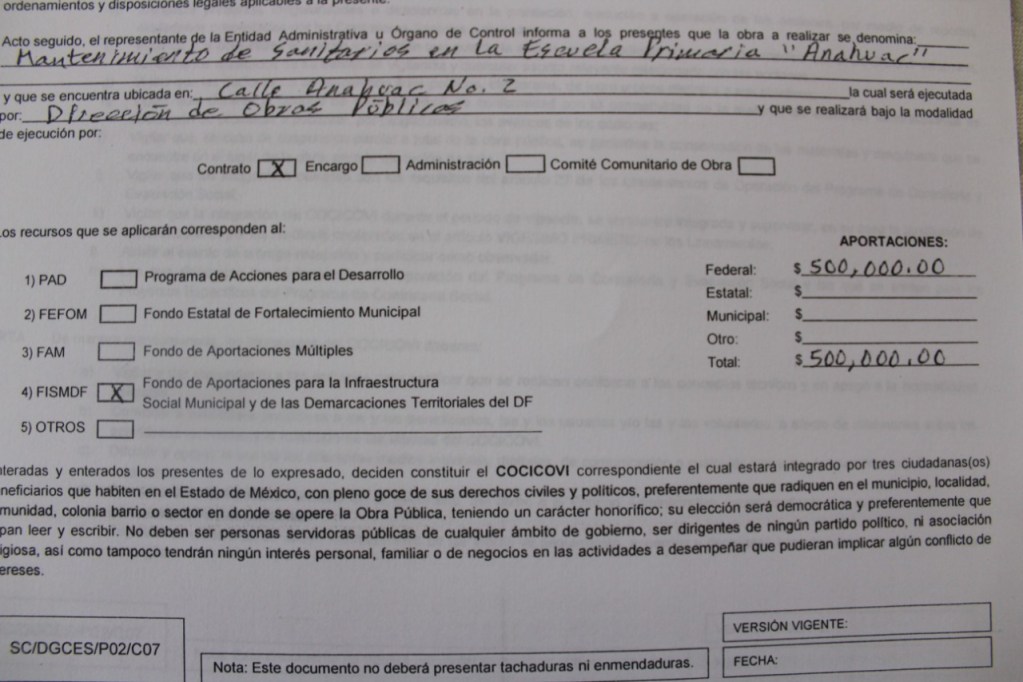 ordenamientos y disposiciones legales aplicables a la presente.
Acto seguido, el representante de la Entidad Administrativa u Órgano de Control informa a los presentes que la obra a realizar se denomina:
Mantenimiento de Sanitarios en La Escuela Primaria "Anahuac"
y que se encuentra ubicada en: Calle Anahuac No. 2 la cual será ejecutada
por: Dirección de Obras Públicas y que se realizará bajo la modalidad
de ejecución por:
Contrato X Encargo Administración Comité Comunitario de Obra
Los recursos que se aplicarán corresponden al:
APORTACIONES:
1) PAD Programa de Acciones para el Desarrollo
2) FEFOM Fondo Estatal de Fortalecimiento Municipal
3) FAM Fondo de Aportaciones Múltiples
4) FISMDF X Fondo de Aportaciones para la Infraestructura
Social Municipal y de las Demarcaciones Territoriales del DF
5) OTROS
Federal: $ 500,000.00
Estatal: $
Municipal: $
Otro: $
Total: $ 500,000.00
nteradas y enterados los presentes de lo expresado, deciden constituir el COCICOVI correspondiente el cual estará integrado por tres ciudadanas(os)
neficiarios que habiten en el Estado de México, con pleno goce de sus derechos civiles y políticos, preferentemente que radiquen en el municipio, localidad,
munidad, colonia barrio o sector en donde se opere la Obra Pública, teniendo un carácter honorífico; su elección será democrática y preferentemente que
pan leer y escribir. No deben ser personas servidoras públicas de cualquier ámbito de gobierno, ser dirigentes de ningún partido político, ni asociación
igiosa, así como tampoco tendrán ningún interés personal, familiar o de negocios en las actividades a desempeñar que pudieran implicar algún conflicto de
ereses.
SC/DGCES/P02/C07
Nota: Este documento no deberá presentar tachaduras ni enmendaduras.
VERSIÓN VIGENTE:
FECHA: